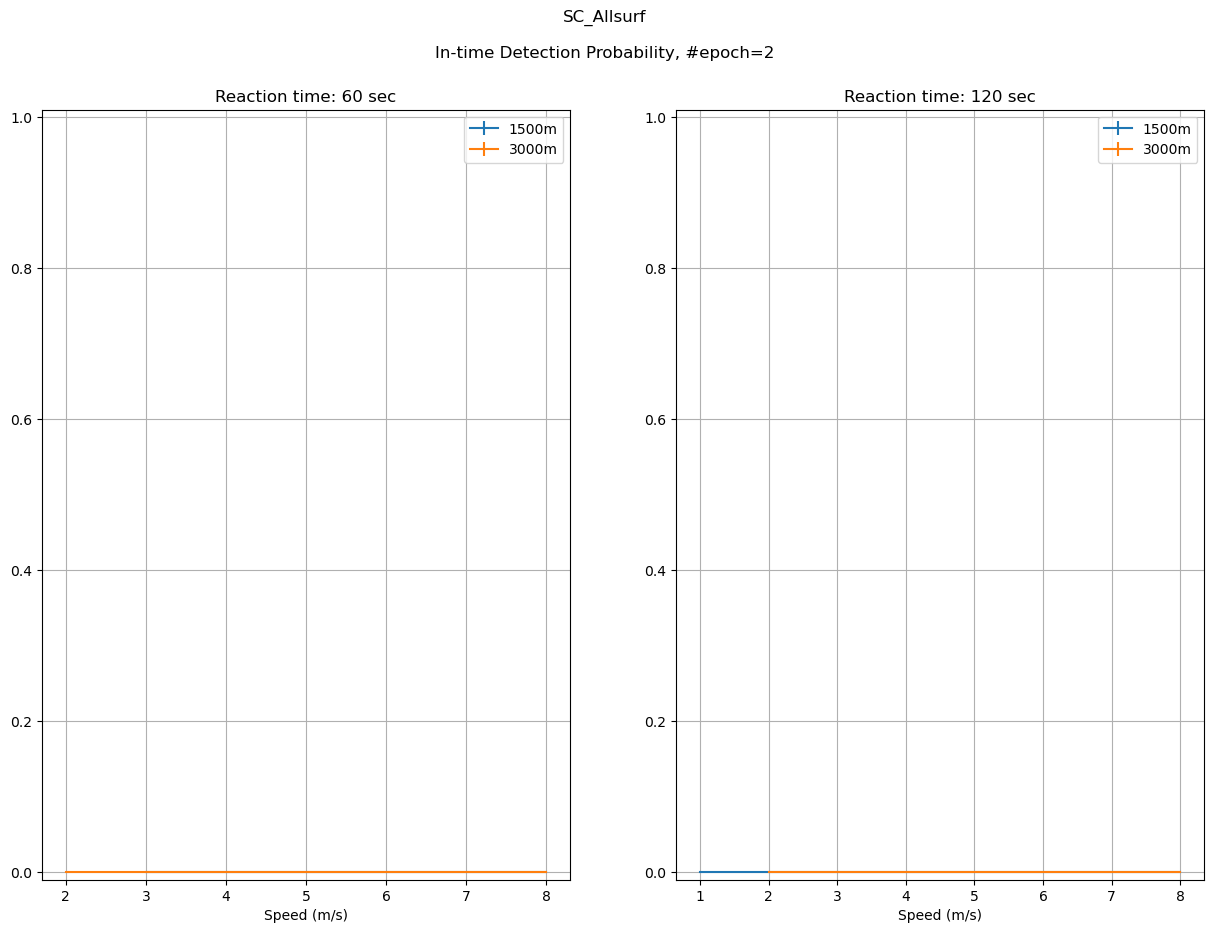 SC_Allsurf
In-time Detection Probability, #epoch=2
Reaction time: 60 sec
1.0
0.8
0.6
0.4
0.2
0.0
2 3 4 5 6 7 8
Speed (m/s)
1500m
3000m
Reaction time: 120 sec
1.0
0.8
0.6
0.4
0.2
0.0
1 2 3 4 5 6 7 8
Speed (m/s)
1500m
3000m